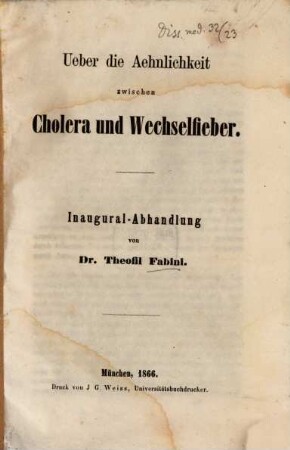 Diss. med. 32/23
Ueber die Aehnlichkeit
zwischen
Cholera und Wechselfieber.
Inaugural-Abhandlung
von
Dr. Theofil Fabini.
München, 1866.
Druck von J G. Weiss, Universitätsbuchdrucker.